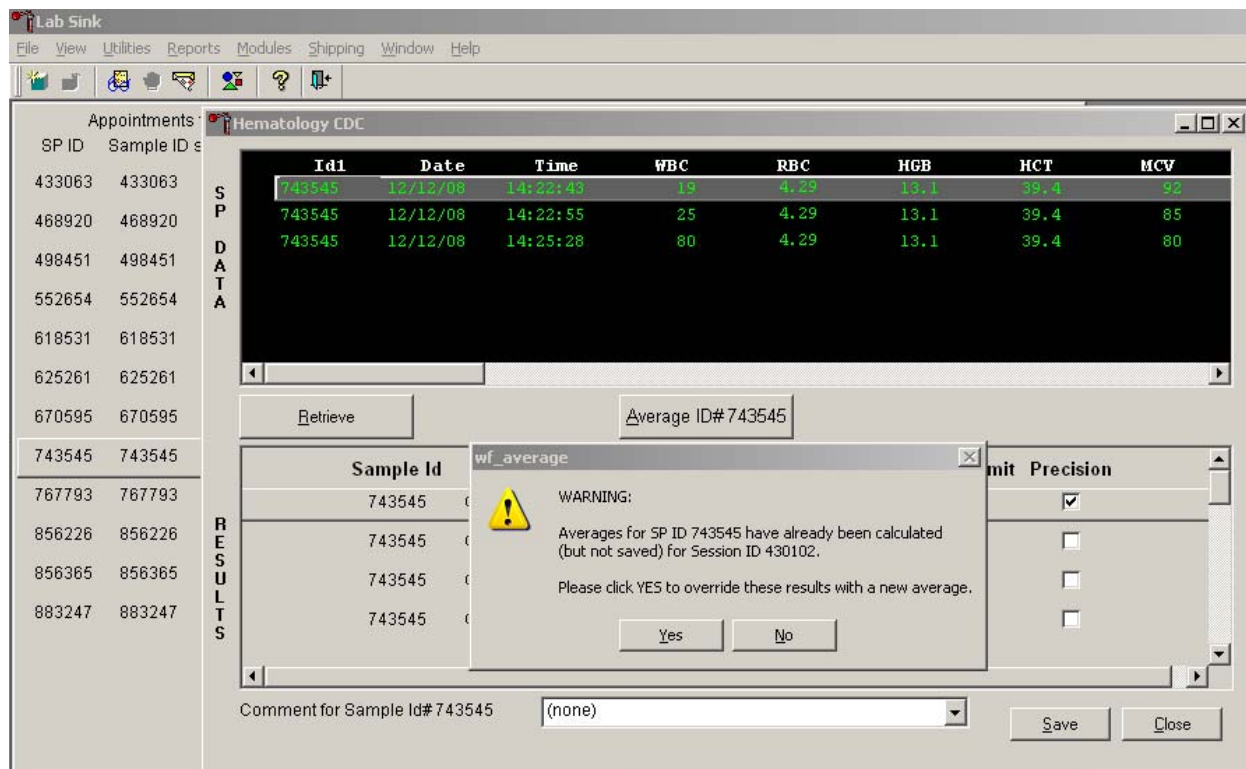 Lab Sink
File View Utilities Reports Modules Shipping Window Help
Appointments
SP ID Sample ID s
433063 433063
468920 468920
498451 498451
552654 552654
618531 618531
625261 625261
670595 670595
743545 743545
767793 767793
856226 856226
856365 856365
883247 883247
Hematology CDC
SP DATA
Id1 Date Time WBC RBC HGB HCT MCV
743545 12/12/08 14:22:43 19 4.29 13.1 39.4 92
743545 12/12/08 14:22:55 25 4.29 13.1 39.4 85
743545 12/12/08 14:25:28 80 4.29 13.1 39.4 80
Retrieve Average ID# 743545
RESULTS
Sample Id mit Precision
743545
743545
743545
743545
wf_average
WARNING:
Averages for SP ID 743545 have already been calculated
(but not saved) for Session ID 430102.
Please click YES to override these results with a new average.
Yes No
Comment for Sample Id# 743545 (none)
Save Close